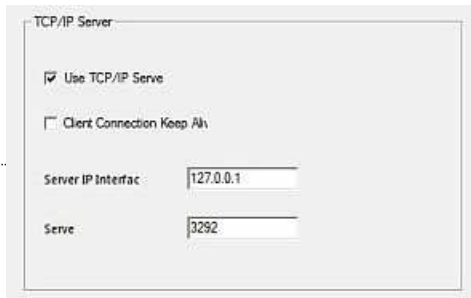 TCP/IP Server
Use TCP/IP Serve
Client Connection Keep Aliv
Server IP Interfac
127.0.0.1
Serve
3292